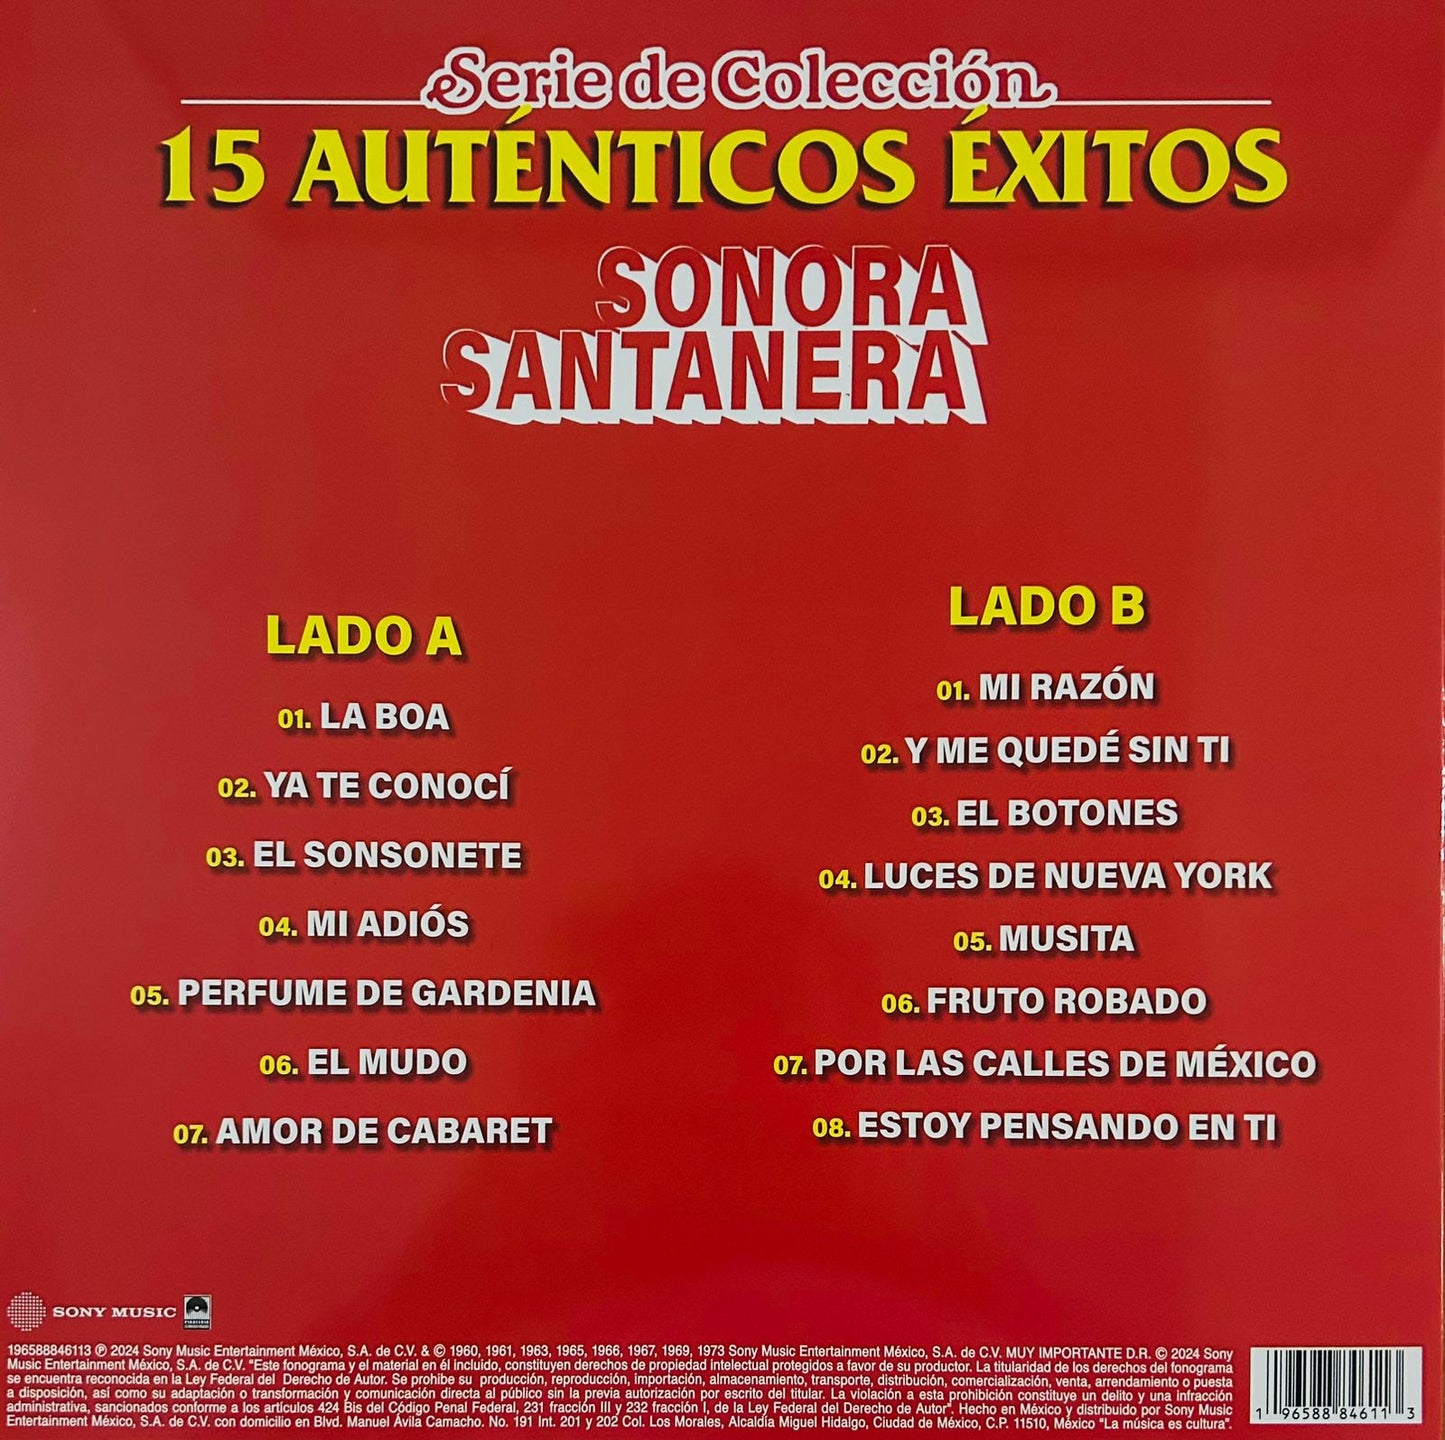 Serie de Colección
15 AUTÉNTICOS ÉXITOS
SONORA
SANTANERA
LADO A
01. LA BOA
02. YA TE CONOCÍ
03. EL SONSONETE
04. MI ADIÓS
05. PERFUME DE GARDENIA
06. EL MUDO
07. AMOR DE CABARET
LADO B
01. MI RAZÓN
02. Y ME QUEDÉ SIN TI
03. EL BOTONES
04. LUCES DE NUEVA YORK
05. MUSITA
06. FRUTO ROBADO
07. POR LAS CALLES DE MÉXICO
08. ESTOY PENSANDO EN TI
SONY MUSIC
196588846113 ℗ 2024 Sony Music Entertainment México, S.A. de C.V. & © 1960, 1961, 1963, 1965, 1966, 1967, 1969, 1973 Sony Music Entertainment México, S.A. de C.V. MUY IMPORTANTE D.R. © 2024 Sony
Music Entertainment México, S.A. de C.V. "Este fonograma y el material en él incluido, constituyen derechos de propiedad intelectual protegidos a favor de su productor. La titularidad de los derechos del fonograma
se encuentra reconocida en la Ley Federal del Derecho de Autor. Se prohibe su producción, reproducción, importación, almacenamiento, transporte, distribución, comercialización, venta, arrendamiento o puesta
a disposición, así como su adaptación o transformación y comunicación directa al público sin la previa autorización por escrito del titular. La violación a esta prohibición constituye un delito y una infracción
administrativa, sancionados conforme a los artículos 424 Bis del Código Penal Federal, 231 fracción III y 232 fracción I, de la Ley Federal del Derecho de Autor". Hecho en México y distribuido por Sony Music
Entertainment México, S.A. de C.V. con domicilio en Blvd. Manuel Ávila Camacho. No. 191 Int. 201 y 202 Col. Los Morales, Alcaldía Miguel Hidalgo, Ciudad de México, C.P. 11510, México "La música es cultura".
1 96588 84611 3